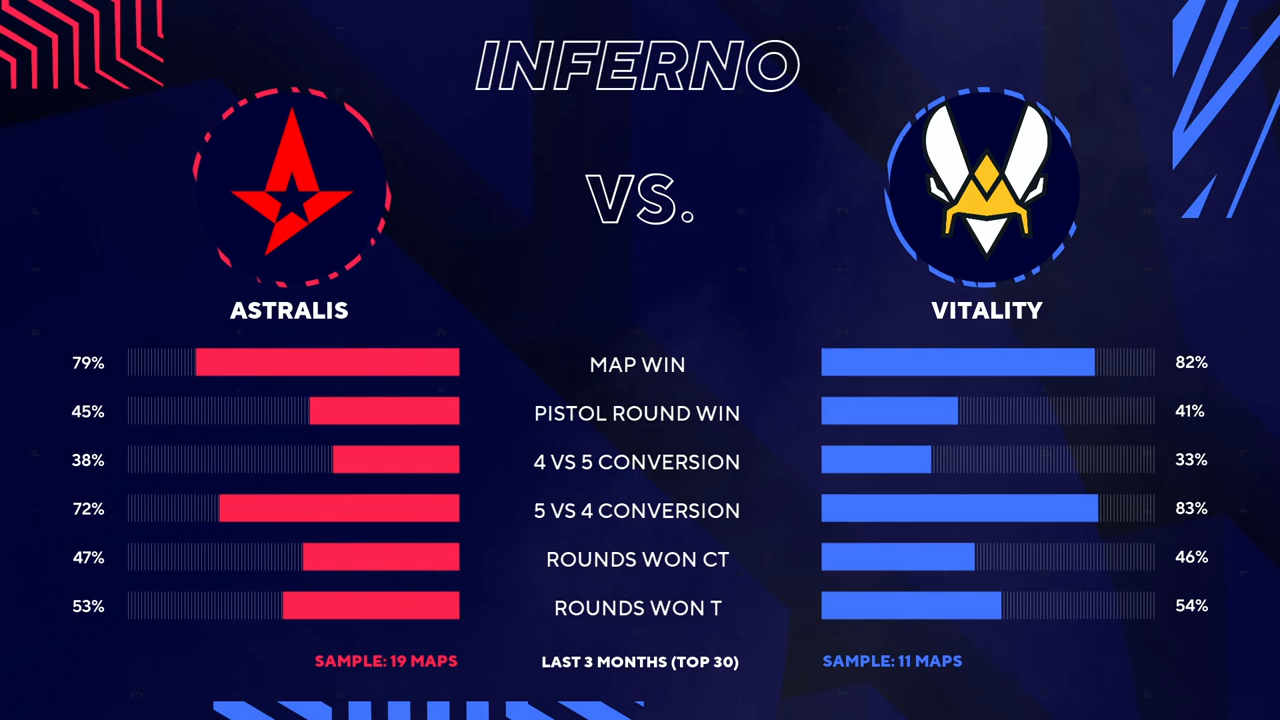 INFERNO
VS.
ASTRALIS
VITALITY
79% MAP WIN 82%
45% PISTOL ROUND WIN 41%
38% 4 VS 5 CONVERSION 33%
72% 5 VS 4 CONVERSION 83%
47% ROUNDS WON CT 46%
53% ROUNDS WON T 54%
SAMPLE: 19 MAPS LAST 3 MONTHS (TOP 30) SAMPLE: 11 MAPS